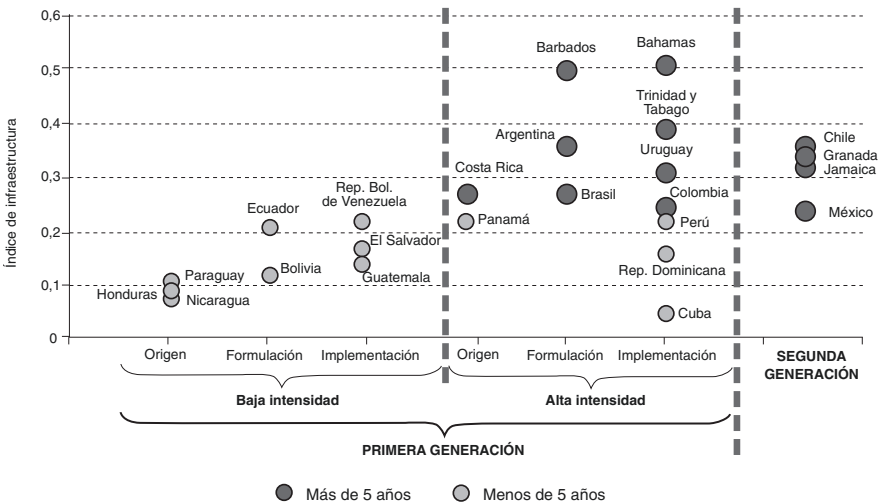 Índice de infraestructura
0,6
0,5
0,4
0,3
0,2
0,1
0
Barbados
Bahamas
Trinidad y
Tabago
Argentina
Uruguay
Costa Rica
Colombia
Brasil
Panamá
Perú
Rep. Dominicana
Cuba
Chile
Granada
Jamaica
México
Rep. Bol.
de Venezuela
Ecuador
El Salvador
Bolivia
Guatemala
Paraguay
Honduras
Nicaragua
Origen
Formulación
Implementación
Origen
Formulación
Implementación
SEGUNDA
GENERACIÓN
Baja intensidad
Alta intensidad
PRIMERA GENERACIÓN
Más de 5 años
Menos de 5 años